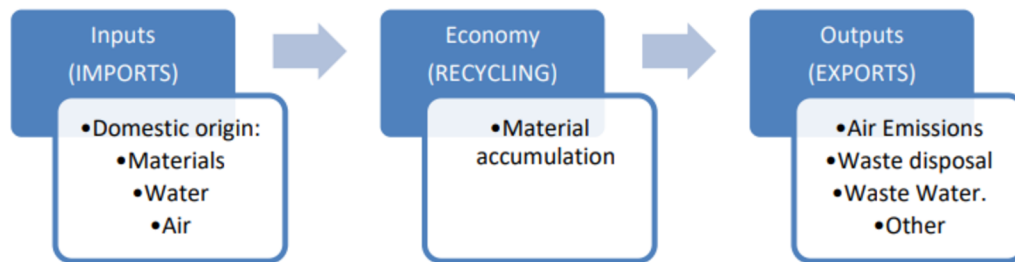 Inputs
(IMPORTS)
•Domestic origin:
•Materials
•Water
•Air
Economy
(RECYCLING)
•Material
accumulation
Outputs
(EXPORTS)
•Air Emissions
•Waste disposal
•Waste Water.
•Other